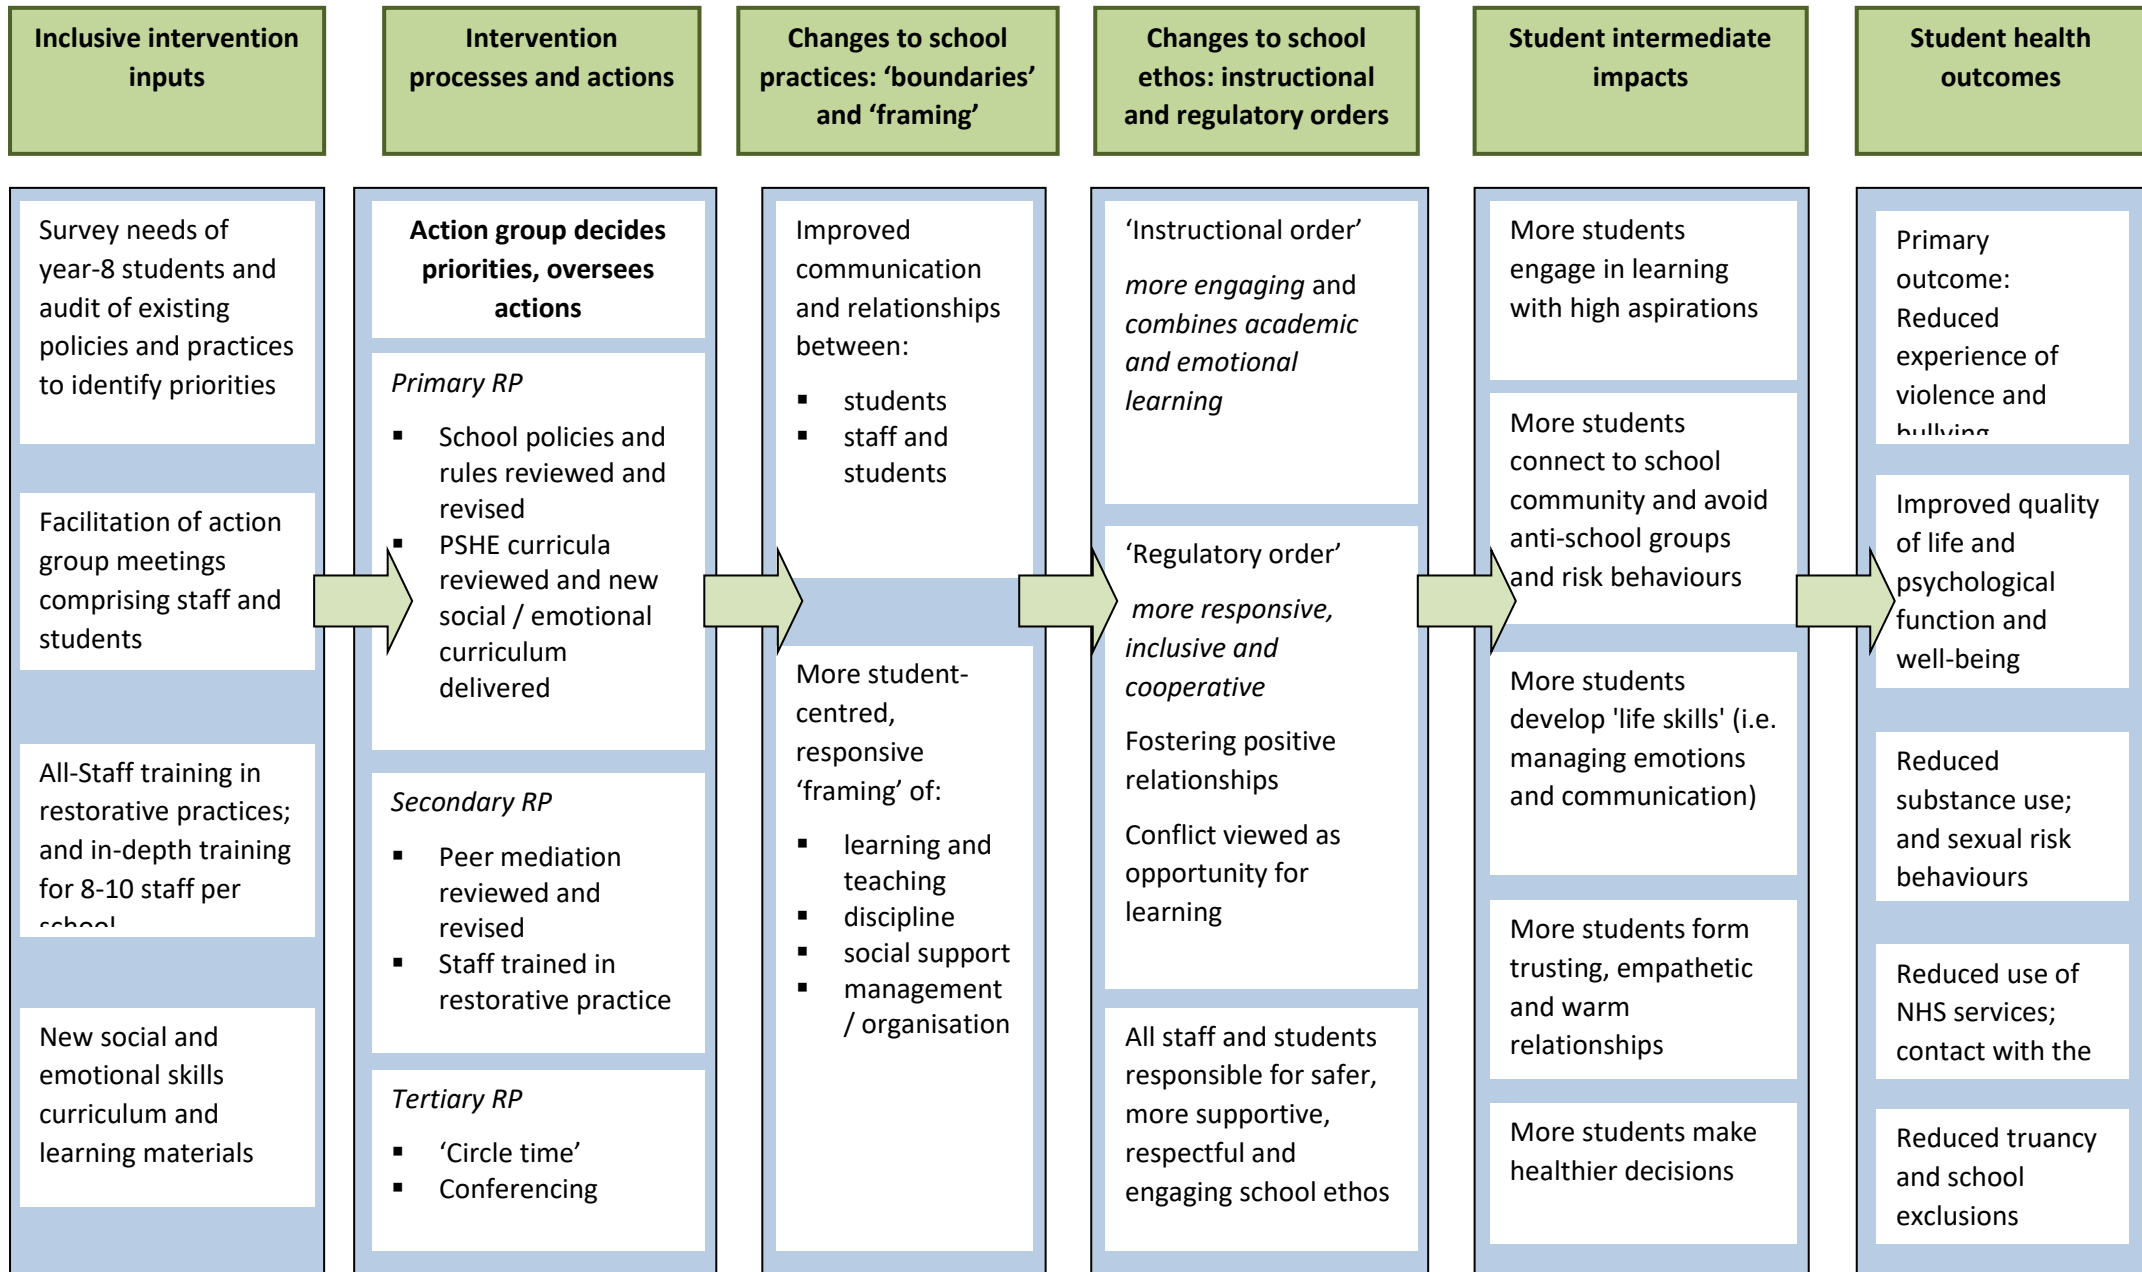 Inclusive intervention
inputs
Intervention
processes and actions
Changes to school
practices: ‘boundaries’
and ‘framing’
Changes to school
ethos: instructional
and regulatory orders
Student intermediate
impacts
Student health
outcomes
Survey needs of
year-8 students and
audit of existing
policies and practices
to identify priorities
Facilitation of action
group meetings
comprising staff and
students
All-Staff training in
restorative practices;
and in-depth training
for 8-10 staff per
school
New social and
emotional skills
curriculum and
learning materials
Action group decides
priorities, oversees
actions
Primary RP
▪ School policies and
rules reviewed and
revised
▪ PSHE curricula
reviewed and new
social / emotional
curriculum
delivered
Secondary RP
▪ Peer mediation
reviewed and
revised
▪ Staff trained in
restorative practice
Tertiary RP
▪ ‘Circle time’
▪ Conferencing
Improved
communication
and relationships
between:
▪ students
▪ staff and
students
More student-
centred,
responsive
‘framing’ of:
▪ learning and
teaching
▪ discipline
▪ social support
▪ management
/ organisation
‘Instructional order’
more engaging and
combines academic
and emotional
learning
‘Regulatory order’
more responsive,
inclusive and
cooperative
Fostering positive
relationships
Conflict viewed as
opportunity for
learning
All staff and students
responsible for safer,
more supportive,
respectful and
engaging school ethos
More students
engage in learning
with high aspirations
More students
connect to school
community and avoid
anti-school groups
and risk behaviours
More students
develop 'life skills' (i.e.
managing emotions
and communication)
More students form
trusting, empathetic
and warm
relationships
More students make
healthier decisions
Primary
outcome:
Reduced
experience of
violence and
bullying
Improved quality
of life and
psychological
function and
well-being
Reduced
substance use;
and sexual risk
behaviours
Reduced use of
NHS services;
contact with the
Reduced truancy
and school
exclusions